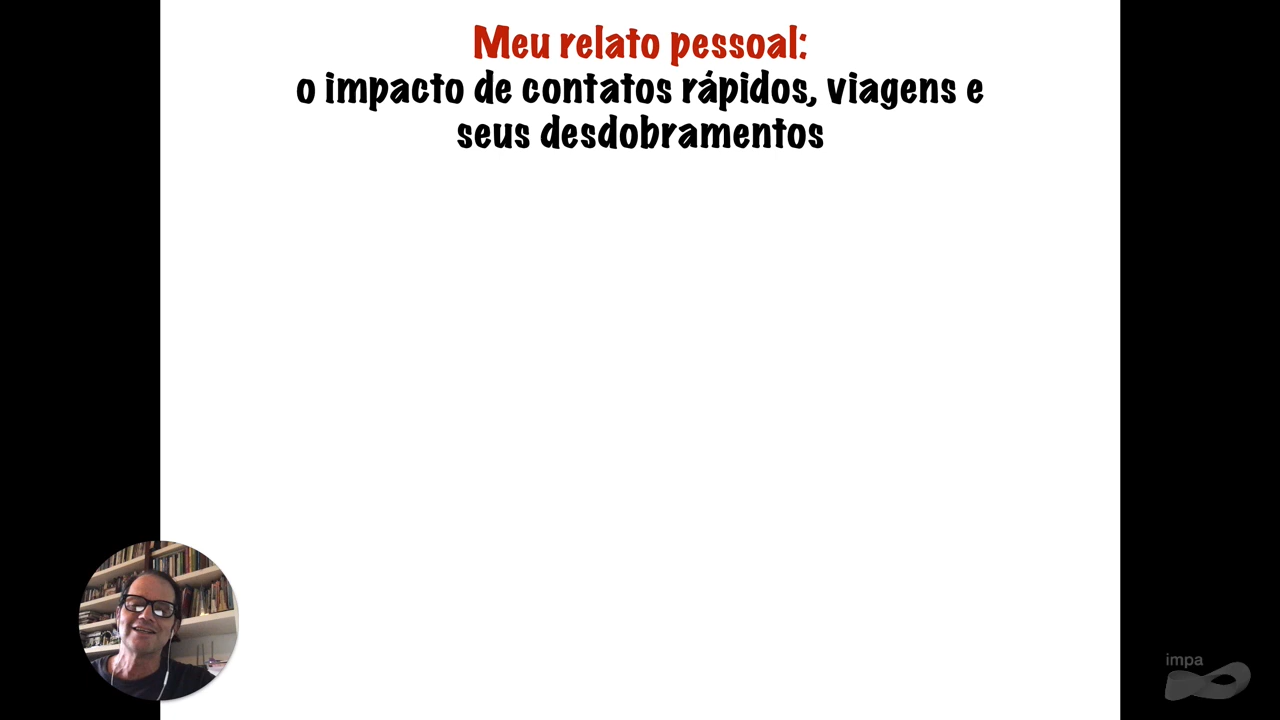 Meu relato pessoal:
o impacto de contatos rápidos, viagens e
seus desdobramentos
impa